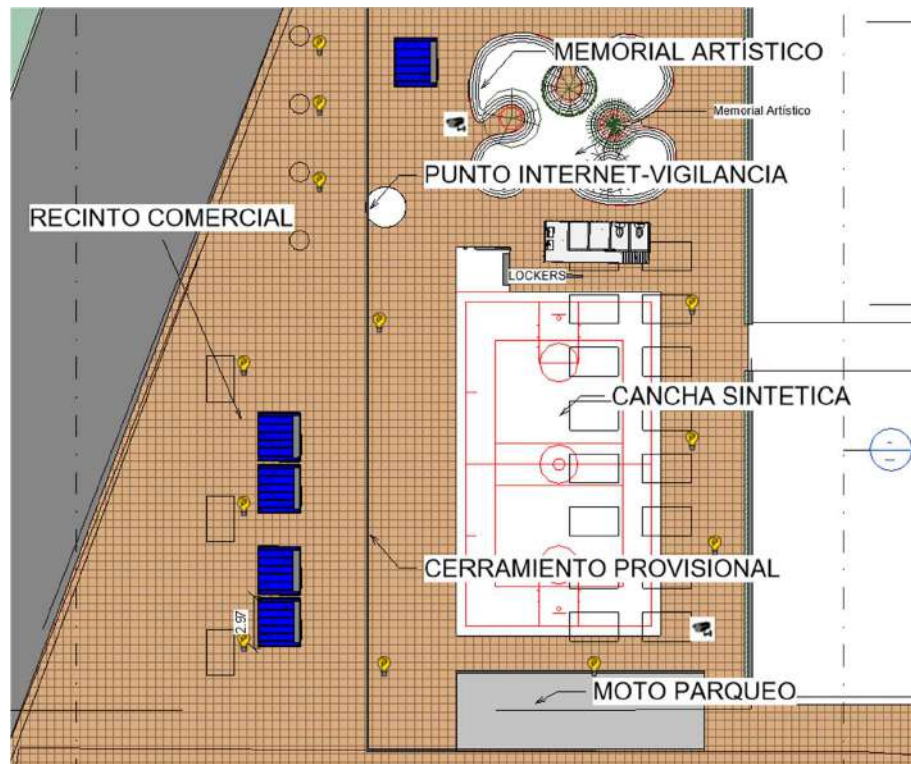 MEMORIAL ARTÍSTICO
Memorial Artístico
PUNTO INTERNET-VIGILANCIA
RECINTO COMERCIAL
LOCKERS
CANCHA SINTETICA
CERRAMIENTO PROVISIONAL
2.97
MOTO PARQUEO